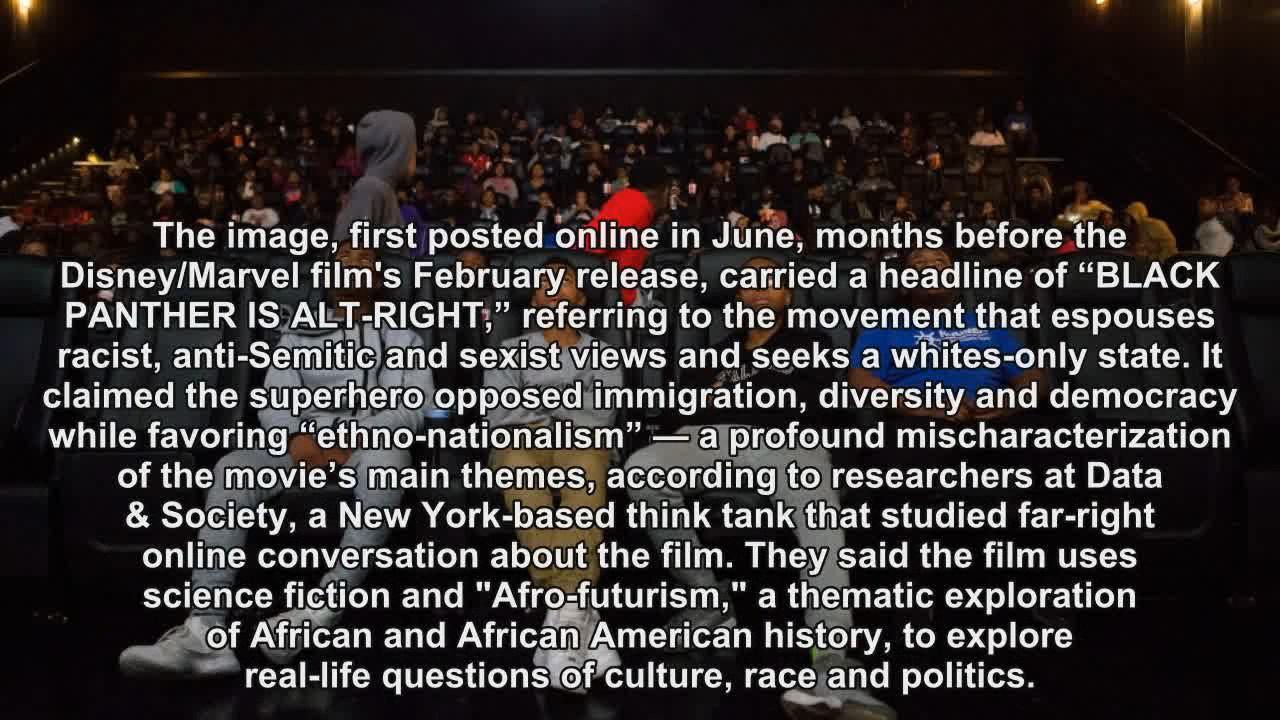 The image, first posted online in June, months before the
Disney/Marvel film's February release, carried a headline of “BLACK
PANTHER IS ALT-RIGHT,” referring to the movement that espouses
racist, anti-Semitic and sexist views and seeks a whites-only state. It
claimed the superhero opposed immigration, diversity and democracy
while favoring “ethno-nationalism” — a profound mischaracterization
of the movie’s main themes, according to researchers at Data
& Society, a New York-based think tank that studied far-right
online conversation about the film. They said the film uses
science fiction and "Afro-futurism," a thematic exploration
of African and African American history, to explore
real-life questions of culture, race and politics.